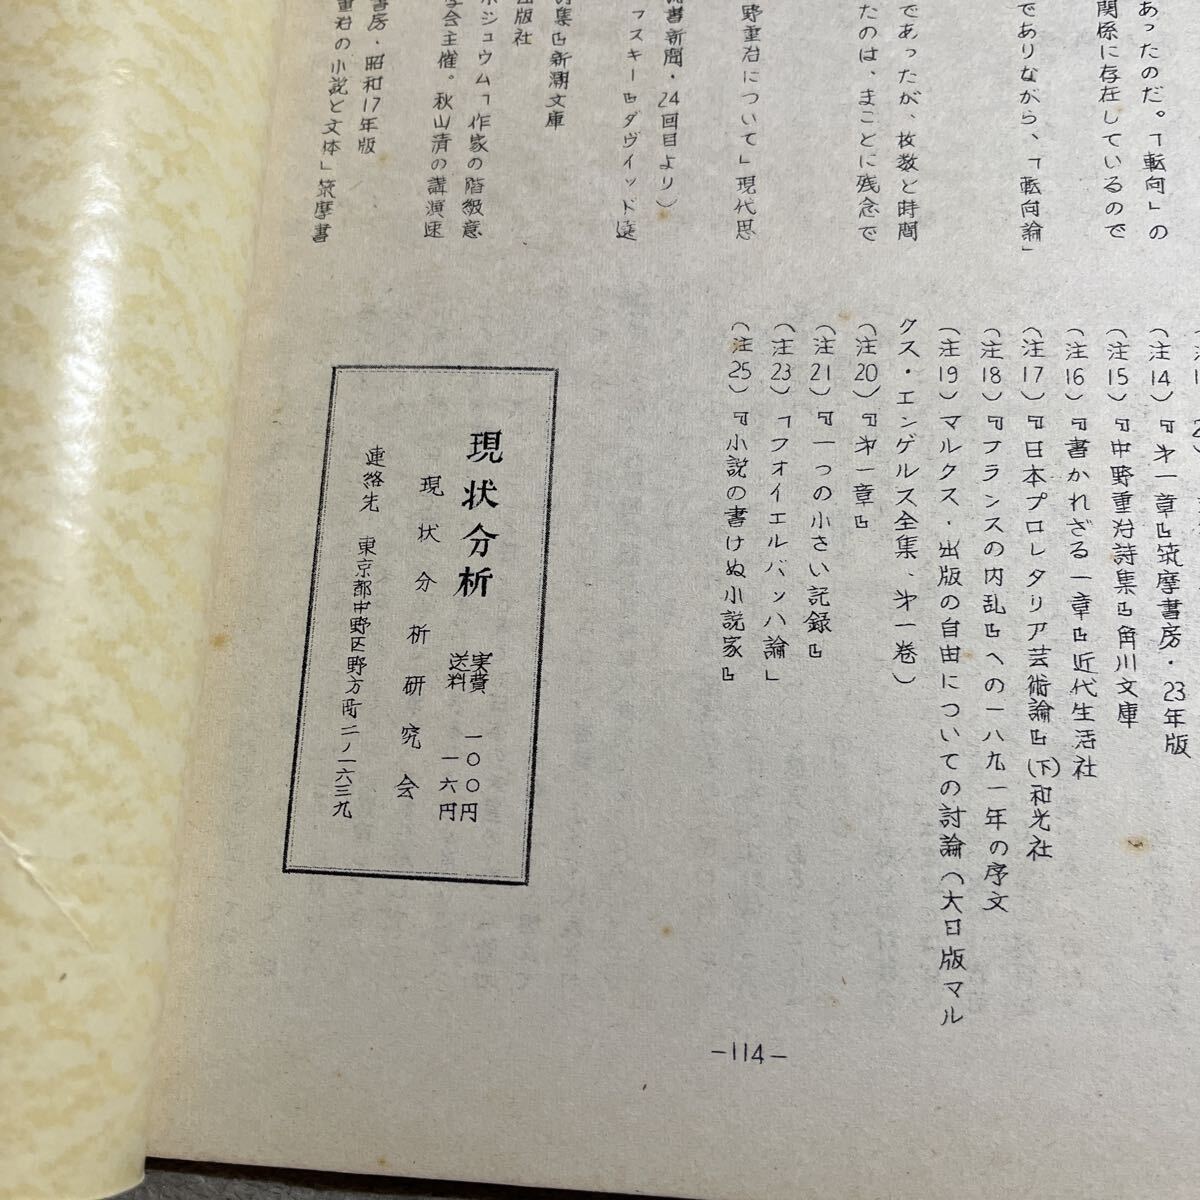 あったのだ。「転向」の
関係に存在しているので
でありながら、「転向論」
であったが、枚数と時間
たのは、まことに残念で
野重治について」現代思
書新聞・24回目より）
フスキー』ダヴイッド選
詩集』新潮文庫
出版社
ポジュウム「作家の階級意
学会主催。秋山清の講演速
書房・昭和17年版
重治の小説と文体」筑摩書
（注14）『才一章』筑摩書房・23年版
（注15）『中野重治詩集』角川文庫
（注16）『書かれざる一章』近代生活社
（注17）『日本プロレタリア芸術論』（下）和光社
（注18）『フランスの内乱』への一八九一年の序文
（注19）マルクス・出版の自由についての討論（大月版マル
クス・エンゲルス全集、才一巻）
（注20）『才一章』
（注21）『一つの小さい記録』
（注23）「フォイエルバッハ論」
（注25）『小説の書けぬ小説家』
現状分析 実費 一〇〇円
送料 一六円
現状分析研究会
連絡先 東京都中野区野方町二ノ一六三九
—114—